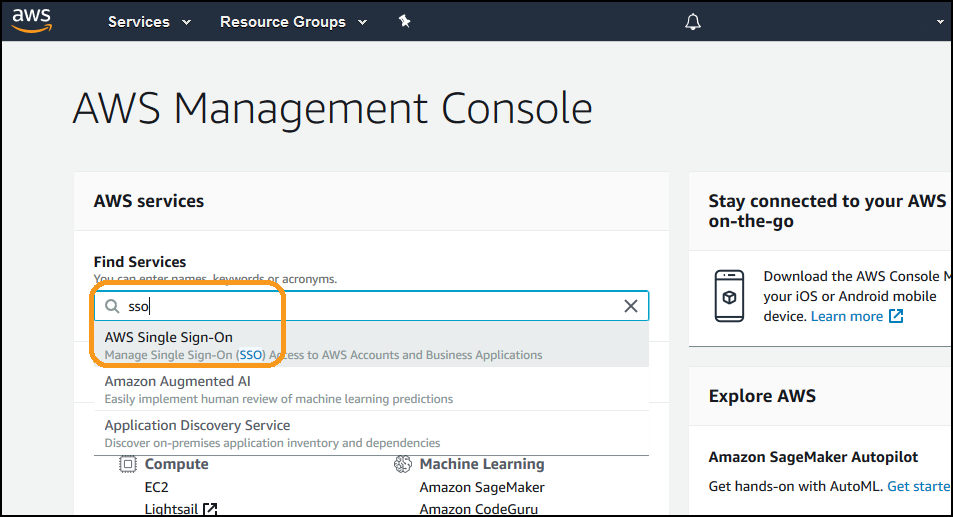 aws
Services
Resource Groups
AWS Management Console
AWS services
Find Services
You can enter names, keywords or acronyms.
sso
AWS Single Sign-On
Manage Single Sign-On (SSO) Access to AWS Accounts and Business Applications
Amazon Augmented AI
Easily implement human review of machine learning predictions
Application Discovery Service
Discover on-premises application inventory and dependencies
Compute
EC2
Lightsail
Machine Learning
Amazon SageMaker
Amazon CodeGuru
Stay connected to your AWS
on-the-go
Download the AWS Console M
your iOS or Android mobile
device. Learn more
Explore AWS
Amazon SageMaker Autopilot
Get hands-on with AutoML. Get starte